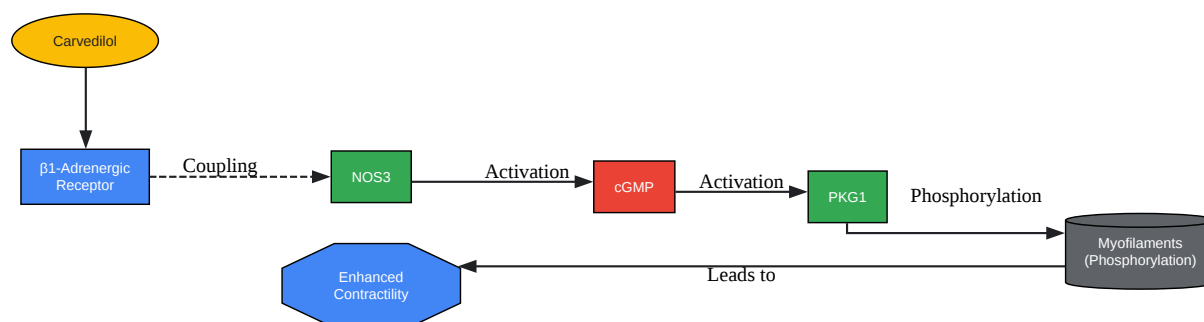 Carvedilol
β1-Adrenergic
Receptor
Coupling
NOS3
Activation
cGMP
Activation
PKG1
Phosphorylation
Myofilaments
(Phosphorylation)
Leads to
Enhanced
Contractility